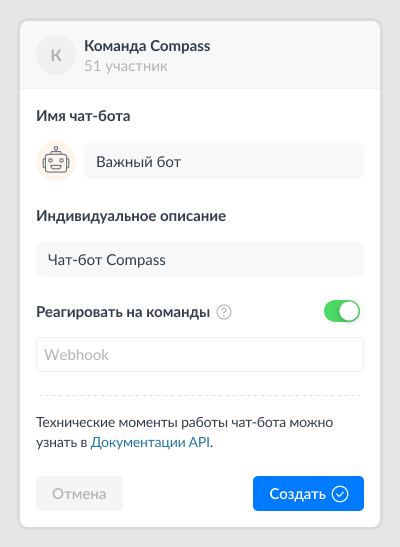 К
Команда Compass
51 участник
Имя чат-бота
Важный бот
Индивидуальное описание
Чат-бот Compass
Реагировать на команды ?
Webhook
Технические моменты работы чат-бота можно
узнать в Документации API.
Отмена
Создать